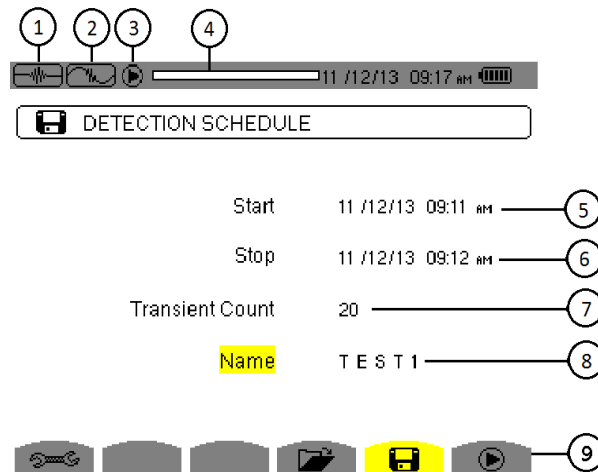 1 2 3 4
11 /12/13 09:17 AM
DETECTION SCHEDULE
Start 11 /12/13 09:11 AM 5
Stop 11 /12/13 09:12 AM 6
Transient Count 20 7
Name T E S T 1 8
9